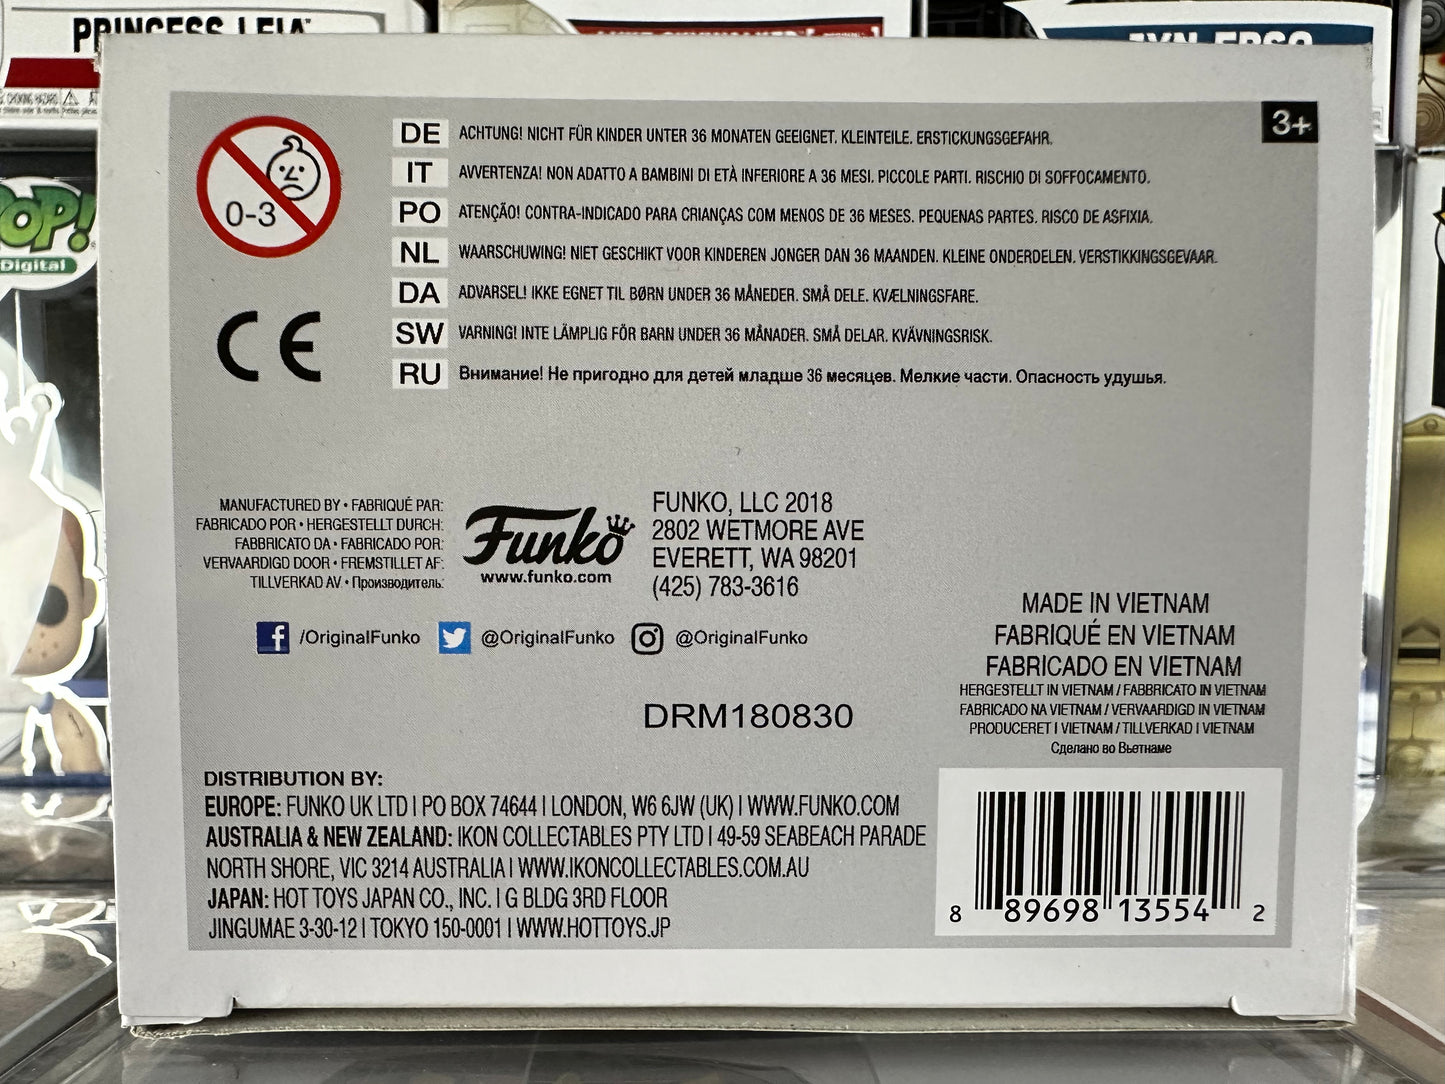 PRINCESS LEIA™
POP!
Digital
3+
0-3
CE
DE ACHTUNG! NICHT FÜR KINDER UNTER 36 MONATEN GEEIGNET. KLEINTEILE. ERSTICKUNGSGEFAHR.
IT AVVERTENZA! NON ADATTO A BAMBINI DI ETÀ INFERIORE A 36 MESI. PICCOLE PARTI. RISCHIO DI SOFFOCAMENTO.
PO ATENÇÃO! CONTRA-INDICADO PARA CRIANÇAS COM MENOS DE 36 MESES. PEQUENAS PARTES. RISCO DE ASFIXIA.
NL WAARSCHUWING! NIET GESCHIKT VOOR KINDEREN JONGER DAN 36 MAANDEN. KLEINE ONDERDELEN. VERSTIKKINGSGEVAAR.
DA ADVARSEL! IKKE EGNET TIL BØRN UNDER 36 MÅNEDER. SMÅ DELE. KVÆLNINGSFARE.
SW VARNING! INTE LÄMPLIG FÖR BARN UNDER 36 MÅNADER. SMÅ DELAR. KVÄVNINGSRISK.
RU Внимание! Не пригодно для детей младше 36 месяцев. Мелкие части. Опасность удушья.
MANUFACTURED BY • FABRIQUÉ PAR:
FABRICADO POR • HERGESTELLT DURCH:
FABBRICATO DA • FABRICADO POR:
VERVAARDIGD DOOR • FREMSTILLET AF:
TILLVERKAD AV • Производитель:
Funko
www.funko.com
FUNKO, LLC 2018
2802 WETMORE AVE
EVERETT, WA 98201
(425) 783-3616
/OriginalFunko @OriginalFunko @OriginalFunko
DRM180830
MADE IN VIETNAM
FABRIQUÉ EN VIETNAM
FABRICADO EN VIETNAM
HERGESTELLT IN VIETNAM / FABBRICATO IN VIETNAM
FABRICADO NA VIETNAM / VERVAARDIGD IN VIETNAM
PRODUCERET I VIETNAM / TILLVERKAD I VIETNAM
Сделано во Вьетнаме
DISTRIBUTION BY:
EUROPE: FUNKO UK LTD | PO BOX 74644 | LONDON, W6 6JW (UK) | WWW.FUNKO.COM
AUSTRALIA & NEW ZEALAND: IKON COLLECTABLES PTY LTD | 49-59 SEABEACH PARADE
NORTH SHORE, VIC 3214 AUSTRALIA | WWW.IKONCOLLECTABLES.COM.AU
JAPAN: HOT TOYS JAPAN CO., INC. | G BLDG 3RD FLOOR
JINGUMAE 3-30-12 | TOKYO 150-0001 | WWW.HOTTOYS.JP
8 89698 13554 2